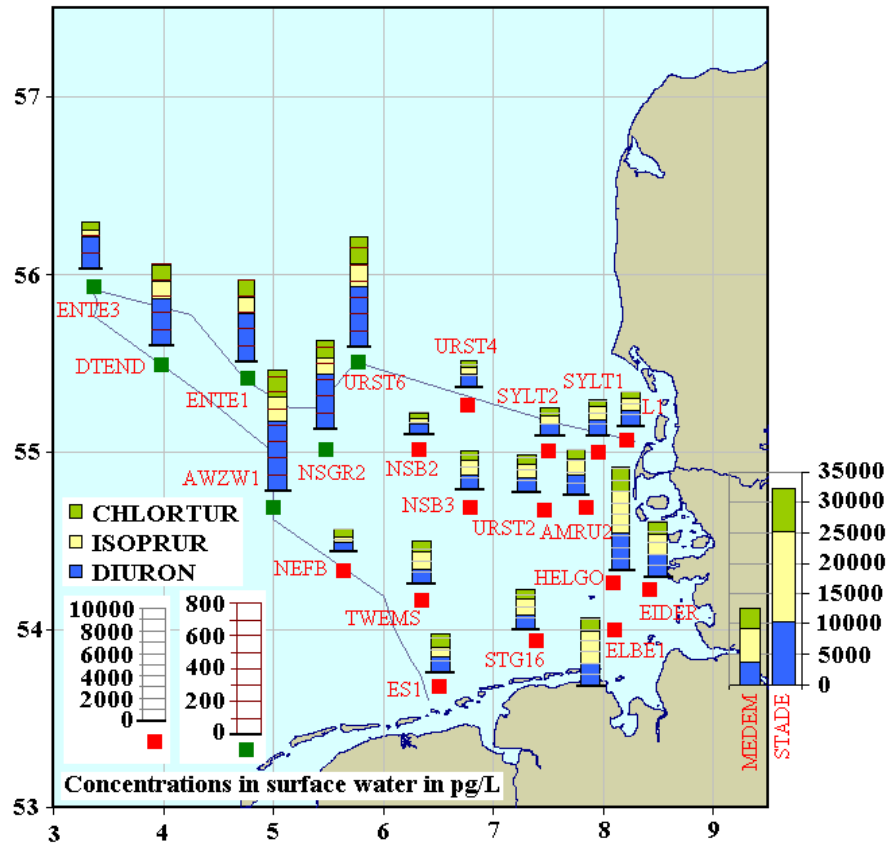 57
56
ENTE3
URST4
DTEND
URST6
SYLT1
ENTE1
SYLT2
L1
55
AWZW1
NSGR2
NSB2
35000
NSB3
30000
CHLORTUR
URST2
AMRU2
25000
ISOPRUR
20000
DIURON
NEFB
HELGO
15000
10000
800
EIDER
8000
600
TWEMS
10000
54
6000
400
STG16
ELBE1
4000
200
5000
2000
ES1
0
0
0
MEDEM
STADE
Concentrations in surface water in pg/L
53
3 4 5 6 7 8 9